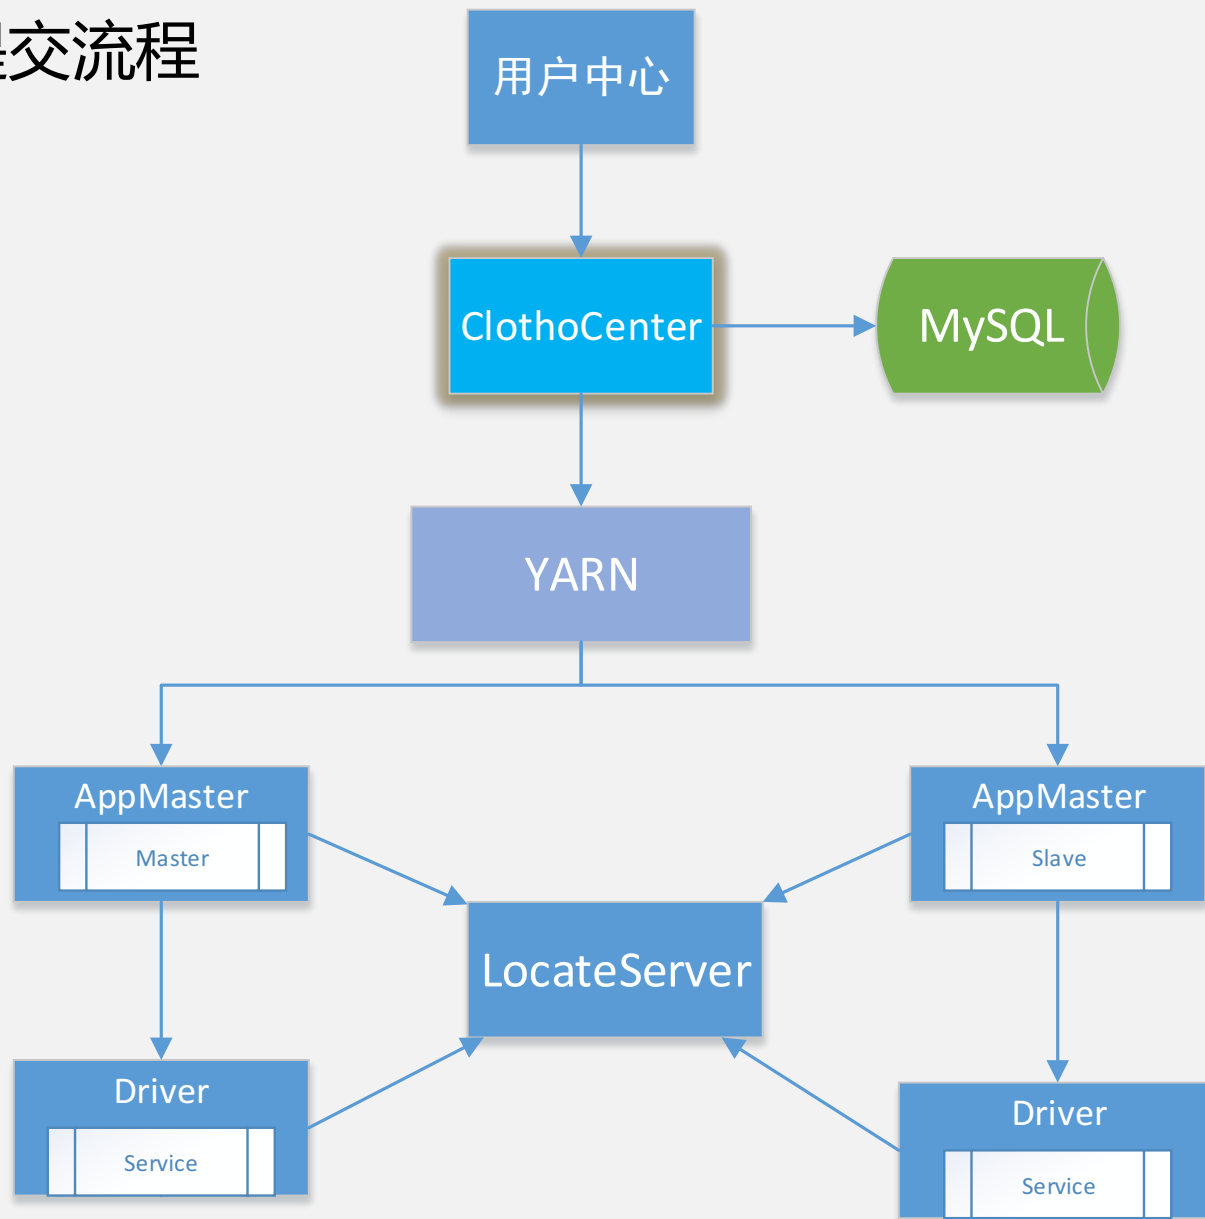 提交流程
用户中心
ClothoCenter
MySQL
YARN
AppMaster
Master
AppMaster
Slave
LocateServer
Driver
Service
Driver
Service